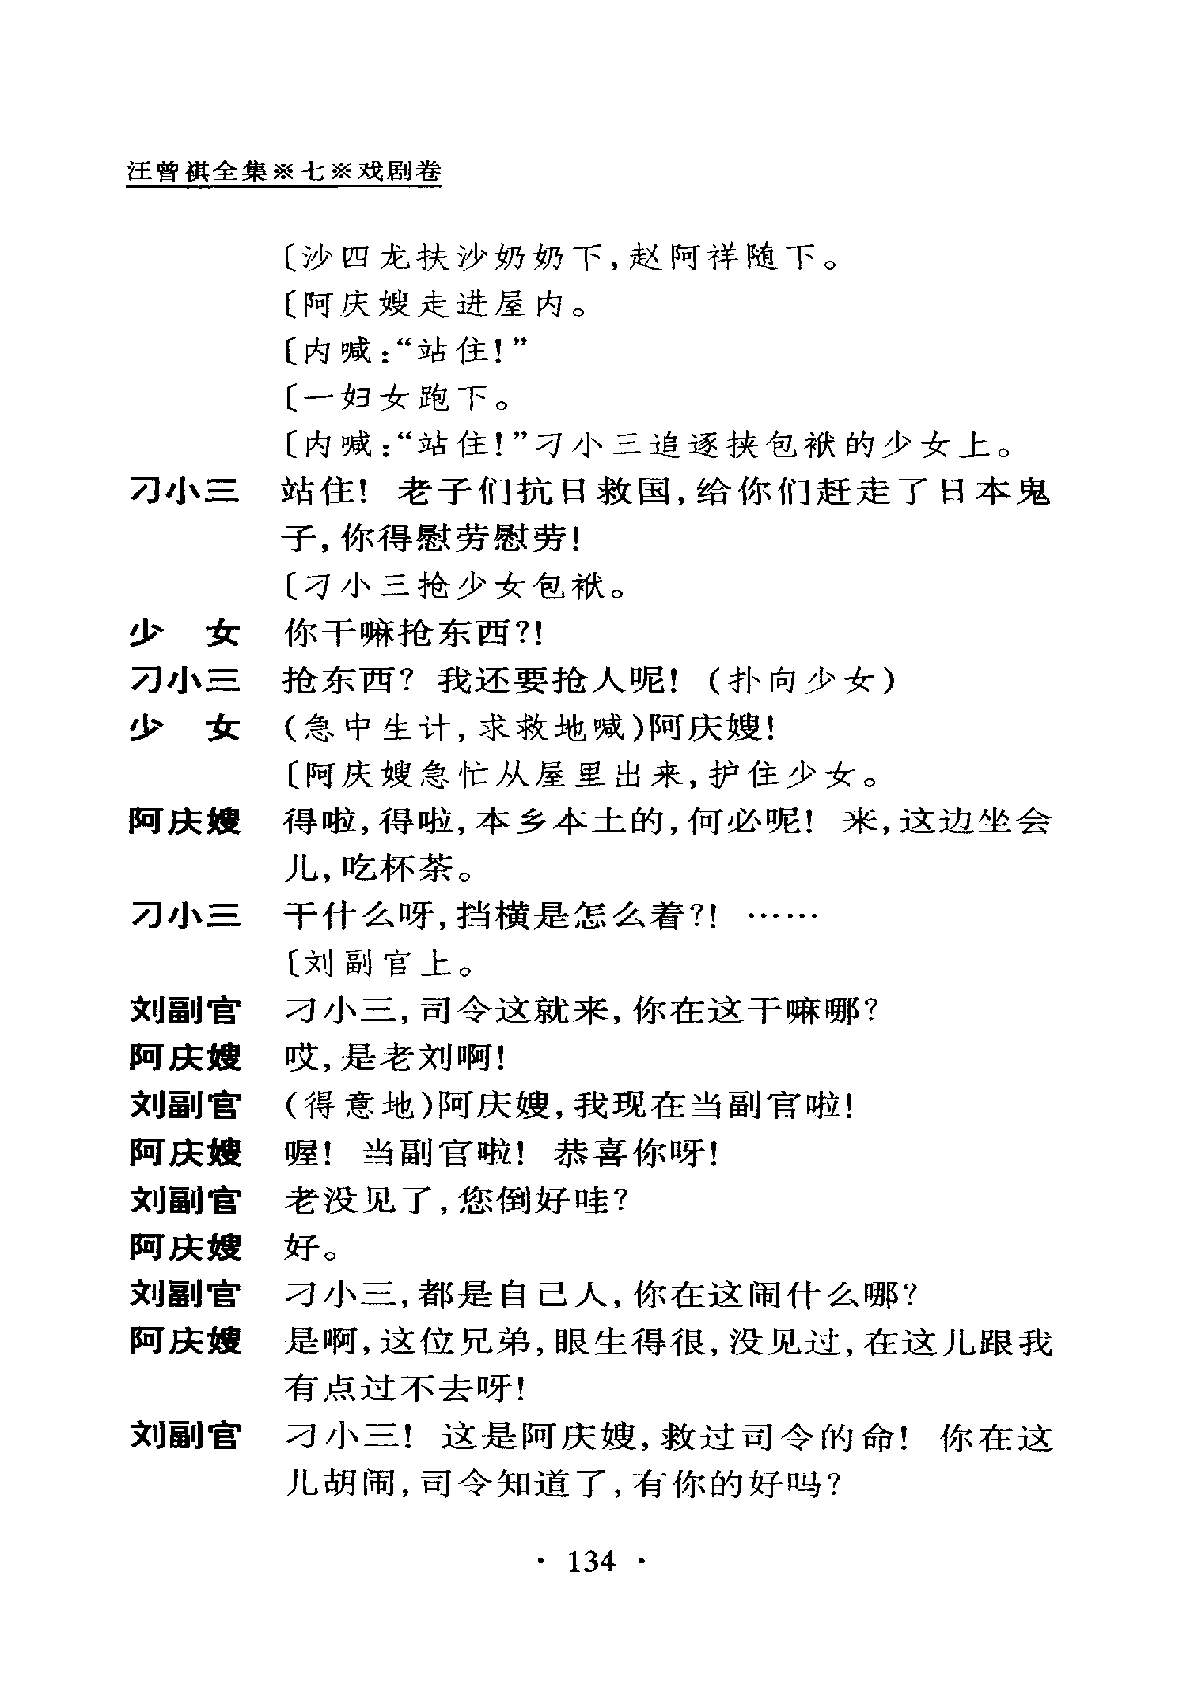 汪曾祺全集※七※戏剧卷
〔沙四龙扶沙奶奶下,赵阿祥随下。
〔阿庆嫂走进屋内。
〔内喊:“站住!”
〔一妇女跑下。
〔内喊:“站住!”刁小三追逐挟包袱的少女上。
刁小三 站住! 老子们抗日救国,给你们赶走了日本鬼
子,你得慰劳慰劳!
〔刁小三抢少女包袱。
少 女 你干嘛抢东西?!
刁小三 抢东西? 我还要抢人呢! (扑向少女)
少 女 (急中生计,求救地喊)阿庆嫂!
〔阿庆嫂急忙从屋里出来,护住少女。
阿庆嫂 得啦,得啦,本乡本土的,何必呢! 来,这边坐会
儿,吃杯茶。
刁小三 干什么呀,挡横是怎么着?! ……
〔刘副官上。
刘副官 刁小三,司令这就来,你在这干嘛哪?
阿庆嫂 哎,是老刘啊!
刘副官 (得意地)阿庆嫂,我现在当副官啦!
阿庆嫂 喔! 当副官啦! 恭喜你呀!
刘副官 老没见了,您倒好哇?
阿庆嫂 好。
刘副官 刁小三,都是自己人,你在这闹什么哪?
阿庆嫂 是啊,这位兄弟,眼生得很,没见过,在这儿跟我
有点过不去呀!
刘副官 刁小三! 这是阿庆嫂,救过司令的命! 你在这
儿胡闹,司令知道了,有你的好吗?
· 134 ·